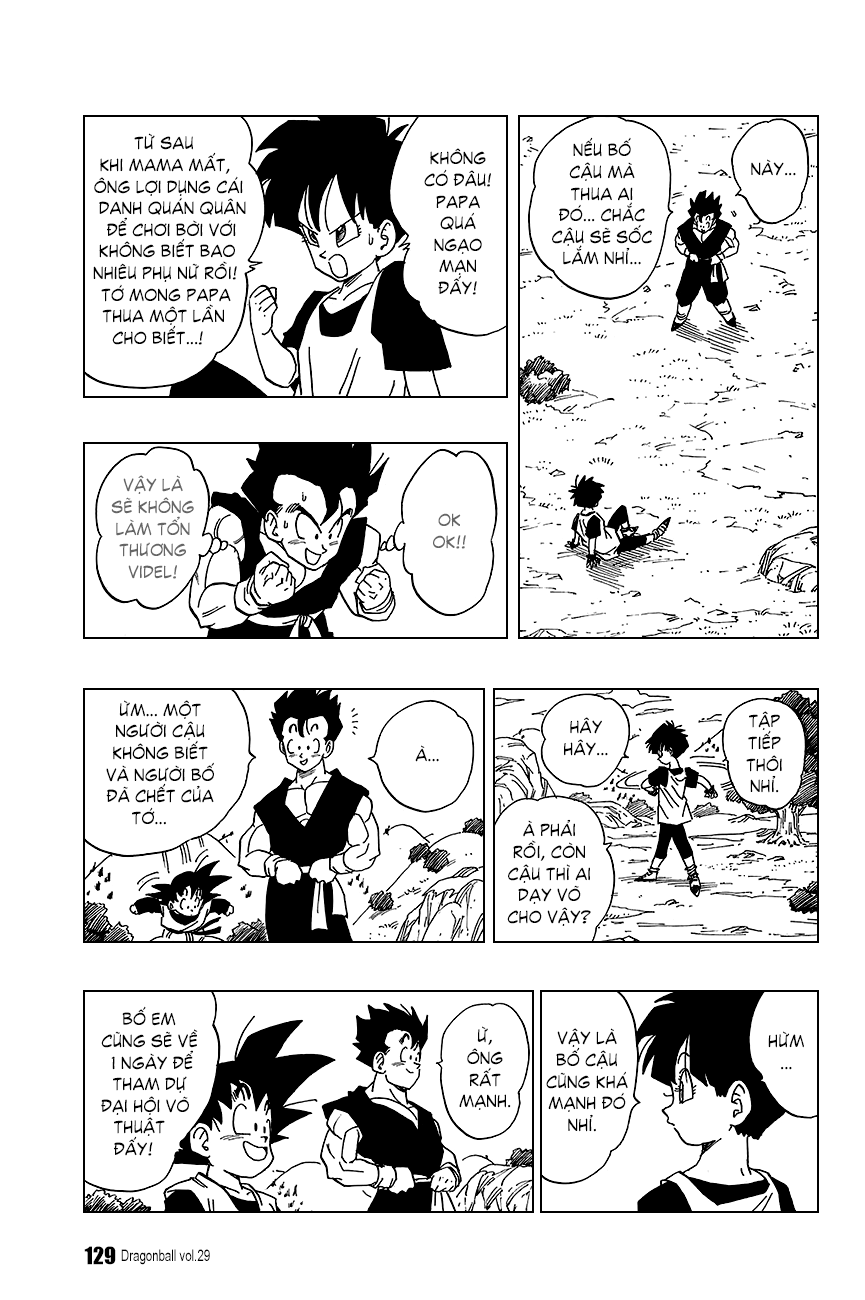 NÀY...
NẾU BỐ
CẬU MÀ
THUA AI
ĐÓ... CHẮC
CẬU SẼ SỐC
LẮM NHỈ...
KHÔNG
CÓ ĐÂU!
PAPA
QUÁ
NGẠO
MẠN
ĐẤY!
TỪ SAU
KHI MAMA MẤT,
ÔNG LỢI DỤNG CÁI
DANH QUÁN QUÂN
ĐỂ CHƠI BỜI VỚI
KHÔNG BIẾT BAO
NHIÊU PHỤ NỮ RỒI!
TỚ MONG PAPA
THUA MỘT LẦN
CHO BIẾT...!
OK
OK!!
VẬY LÀ
SẼ KHÔNG
LÀM TỔN
THƯƠNG
VIDEL!
TẬP
TIẾP
THÔI
NHỈ.
HÂY
HÂY...
À PHẢI
RỒI, CÒN
CẬU THÌ AI
DẠY VÕ
CHO VẬY?
À...
ỪM... MỘT
NGƯỜI CẬU
KHÔNG BIẾT
VÀ NGƯỜI BỐ
ĐÃ CHẾT CỦA
TỚ...
HỪM
...
VẬY LÀ
BỐ CẬU
CŨNG KHÁ
MẠNH ĐÓ
NHỈ.
Ừ,
ÔNG
RẤT
MẠNH.
BỐ EM
CŨNG SẼ VỀ
1 NGÀY ĐỂ
THAM DỰ
ĐẠI HỘI VÕ
THUẬT
ĐẤY!
129 Dragonball vol.29